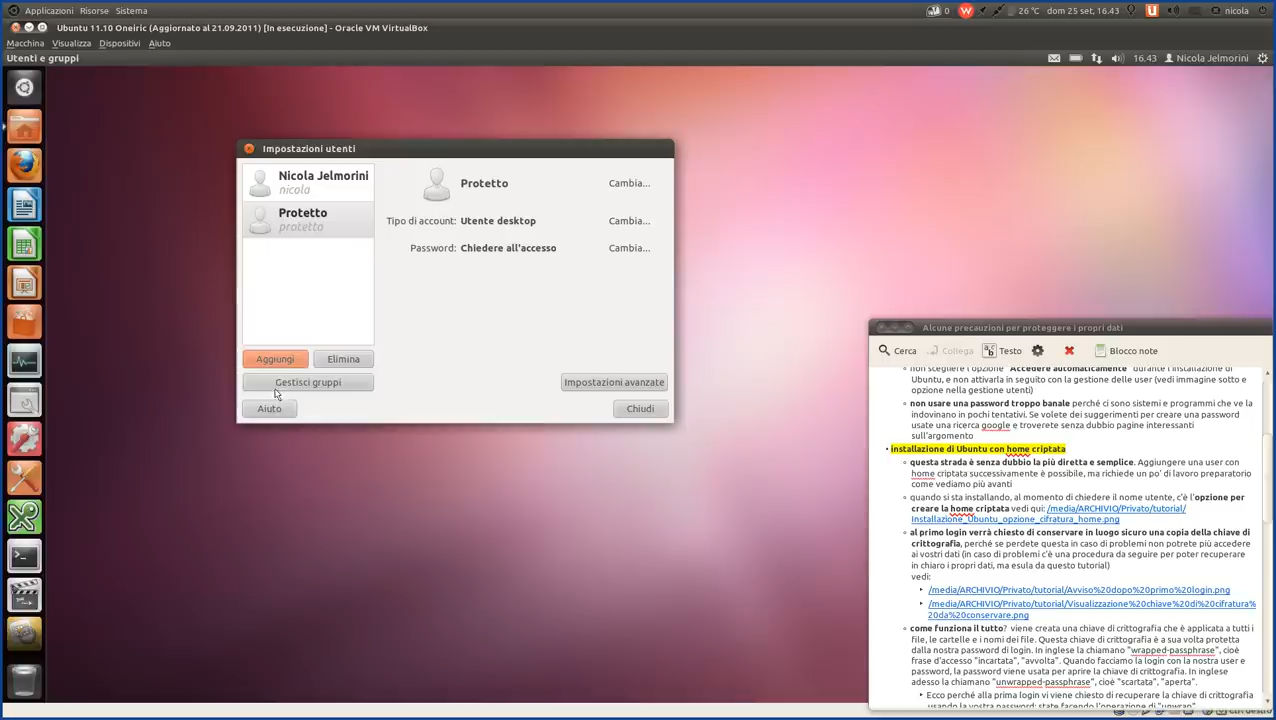 Applicazioni Risorse Sistema
0 26 °C dom 25 set, 16.43 nicola
Ubuntu 11.10 Oneiric (Aggiornato al 21.09.2011) [In esecuzione] - Oracle VM VirtualBox
Macchina Visualizza Dispositivi Aiuto
Utenti e gruppi 16.43 Nicola Jelmorini
Impostazioni utenti
Nicola Jelmorini
nicola
Protetto
protetto
Protetto Cambia...
Tipo di account: Utente desktop Cambia...
Password: Chiedere all'accesso Cambia...
Aggiungi Elimina
Gestisci gruppi Impostazioni avanzate
Aiuto Chiudi
Alcune precauzioni per proteggere i propri dati
Cerca Collega Testo Blocco note
non scegliere l'opzione "Accedere automaticamente" durante l'installazione di
Ubuntu, e non attivarla in seguito con la gestione delle user (vedi immagine sotto e
opzione nella gestione utenti)
non usare una password troppo banale perché ci sono sistemi e programmi che ve la
indovinano in pochi tentativi. Se volete dei suggerimenti per creare una password
usate una ricerca google e troverete senza dubbio pagine interessanti
sull'argomento
installazione di Ubuntu con home criptata
questa strada è senza dubbio la più diretta e semplice. Aggiungere una user con
home criptata successivamente è possibile, ma richiede un po' di lavoro preparatorio
come vediamo più avanti
quando si sta installando, al momento di chiedere il nome utente, c'è l'opzione per
creare la home criptata vedi qui: /media/ARCHIVIO/Privato/tutorial/
Installazione_Ubuntu_opzione_cifratura_home.png
al primo login verrà chiesto di conservare in luogo sicuro una copia della chiave di
crittografia, perché se perdete questa in caso di problemi non potrete più accedere
ai vostri dati (in caso di problemi c'è una procedura da seguire per poter recuperare
in chiaro i propri dati, ma esula da questo tutorial)
vedi:
/media/ARCHIVIO/Privato/tutorial/Avviso%20dopo%20primo%20login.png
/media/ARCHIVIO/Privato/tutorial/Visualizzazione%20chiave%20di%20cifratura%
20da%20conservare.png
come funziona il tutto? viene creata una chiave di crittografia che è applicata a tutti i
file, le cartelle e i nomi dei file. Questa chiave di crittografia è a sua volta protetta
dalla nostra password di login. In inglese la chiamano "wrapped-passphrase", cioè
frase d'accesso "incartata", "avvolta". Quando facciamo la login con la nostra user e
password, la password viene usata per aprire la chiave di crittografia. In inglese
adesso la chiamano "unwrapped-passphrase", cioè "scartata", "aperta".
Ecco perché alla prima login vi viene chiesto di recuperare la chiave di crittografia
usando la vostra password: state facendo l'operazione di "unwrap"